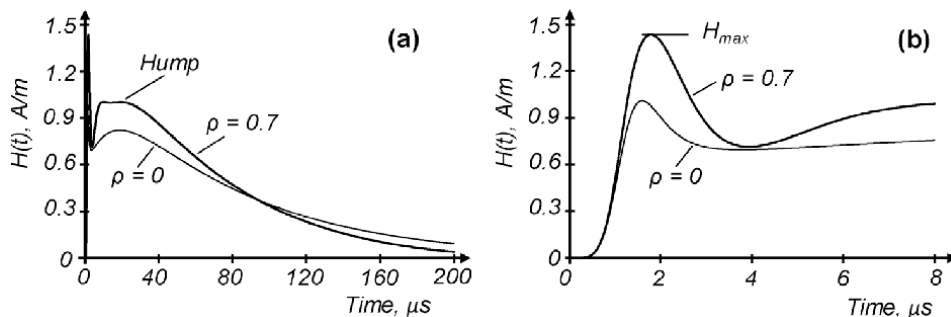 1.5
1.2
0.9
0.6
0.3
0
H(t), A/m
(a)
Hump
ρ = 0.7
ρ = 0
0 40 80 120 160 200
Time, μs
1.5
1.2
0.9
0.6
0.3
0
H(t), A/m
(b)
Hmax
ρ = 0.7
ρ = 0
0 2 4 6 8
Time, μs